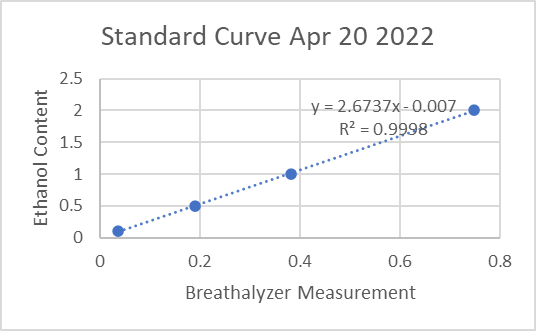 Standard Curve Apr 20 2022
2.5
y = 2.6737x - 0.007
2
R² = 0.9998
1.5
1
0.5
0
Ethanol Content
0 0.2 0.4 0.6 0.8
Breathalyzer Measurement